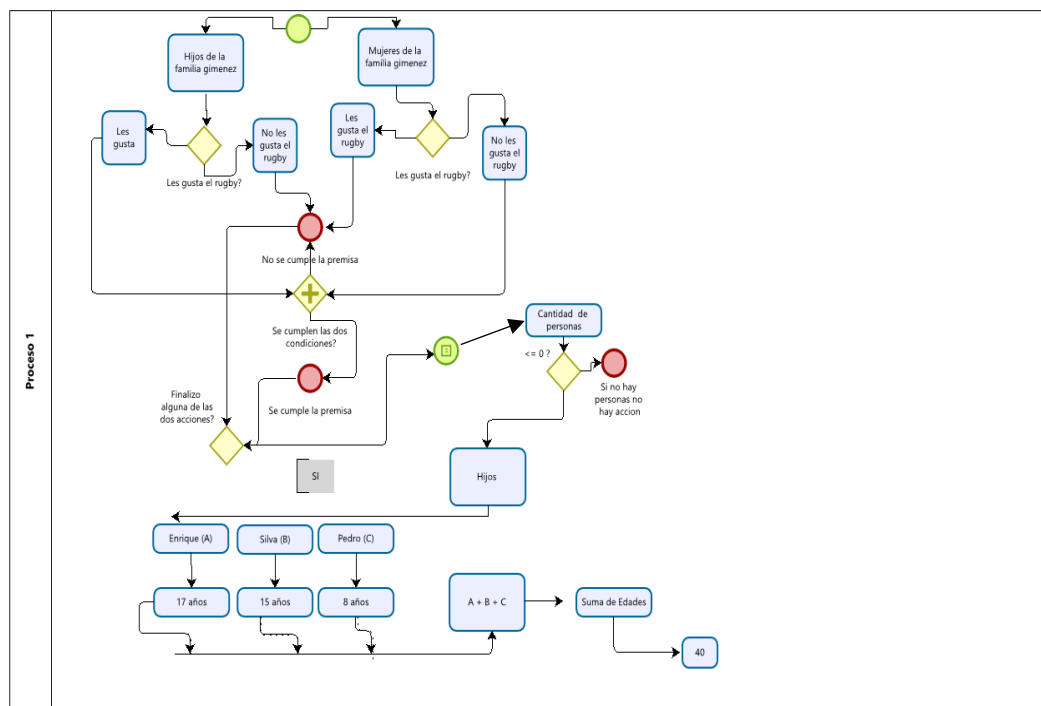 Proceso 1
Hijos de la
familia gimenez
Mujeres de la
familia gimenez
Les
gusta
No les
gusta el
rugby
Les gusta el rugby?
Les
gusta el
rugby
No les
gusta el
rugby
Les gusta el rugby?
No se cumple la premisa
Se cumplen las dos
condiciones?
Se cumple la premisa
Finalizo
alguna de las
dos acciones?
SI
Cantidad de
personas
<= 0 ?
Si no hay
personas no
hay accion
Hijos
Enrique (A)
Silva (B)
Pedro (C)
17 años
15 años
8 años
A + B + C
Suma de Edades
40